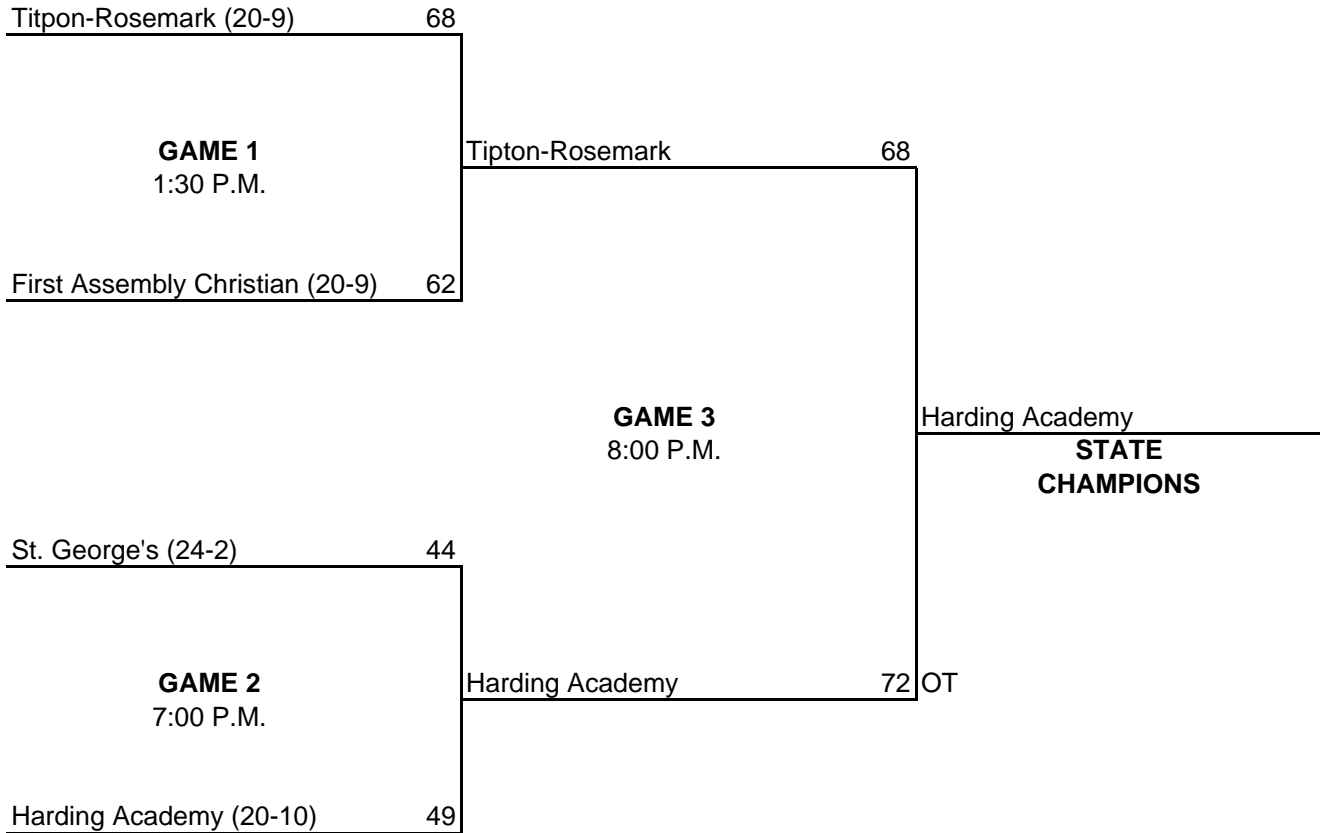 Titpon-Rosemark (20-9) 68
GAME 1
1:30 P.M.
Tipton-Rosemark 68
First Assembly Christian (20-9) 62
GAME 3
8:00 P.M.
Harding Academy
STATE
CHAMPIONS
St. George's (24-2) 44
GAME 2
7:00 P.M.
Harding Academy 72 OT
Harding Academy (20-10) 49